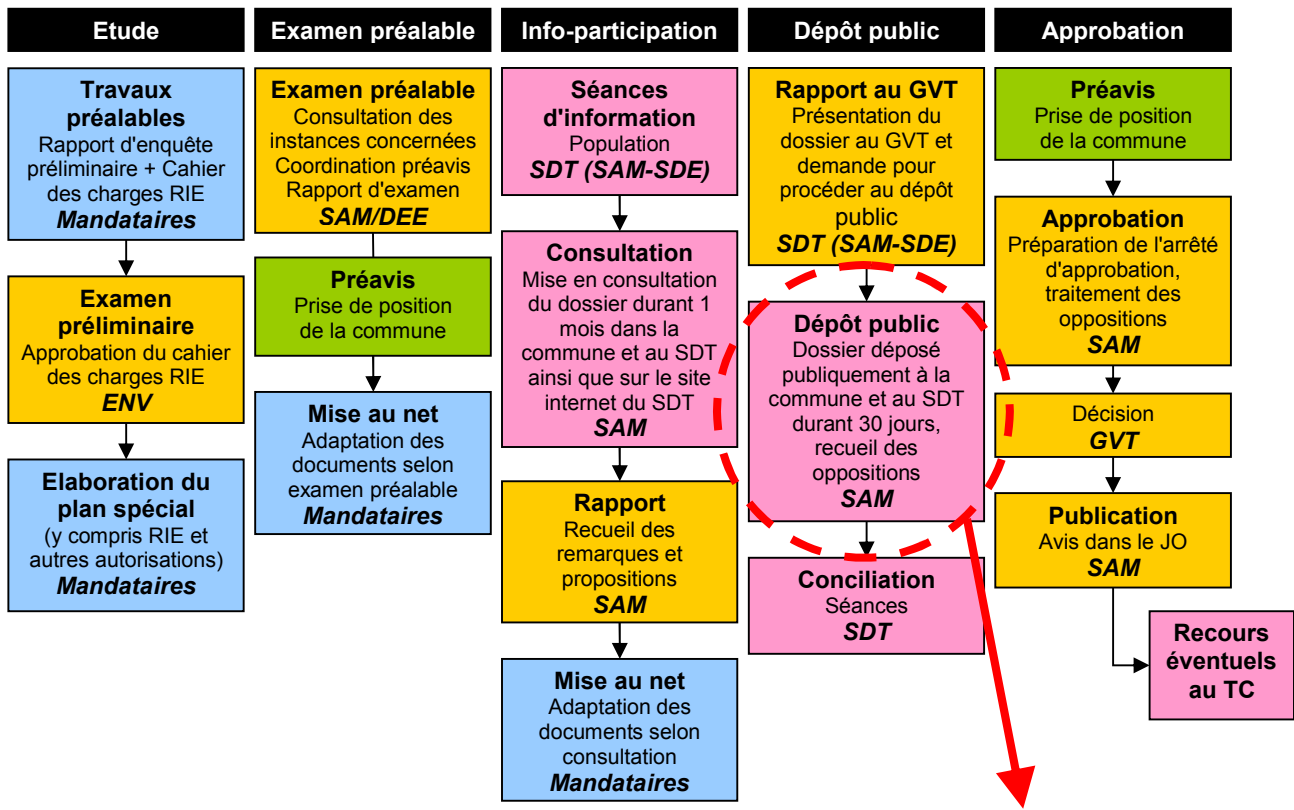 Etude
Travaux
préalables
Rapport d'enquête
préliminaire + Cahier
des charges RIE
Mandataires
Examen
préliminaire
Approbation du cahier
des charges RIE
ENV
Elaboration du
plan spécial
(y compris RIE et
autres autorisations)
Mandataires
Examen préalable
Examen préalable
Consultation des
instances concernées
Coordination préavis
Rapport d'examen
SAM/DEE
Préavis
Prise de position
de la commune
Mise au net
Adaptation des
documents selon
examen préalable
Mandataires
Info-participation
Séances
d'information
Population
SDT (SAM-SDE)
Consultation
Mise en consultation
du dossier durant 1
mois dans la
commune et au SDT
ainsi que sur le site
internet du SDT
SAM
Rapport
Recueil des
remarques et
propositions
SAM
Mise au net
Adaptation des
documents selon
consultation
Mandataires
Dépôt public
Rapport au GVT
Présentation du
dossier au GVT et
demande pour
procéder au dépôt
public
SDT (SAM-SDE)
Dépôt public
Dossier déposé
publiquement à la
commune et au SDT
durant 30 jours,
recueil des
oppositions
SAM
Conciliation
Séances
SDT
Approbation
Préavis
Prise de position
de la commune
Approbation
Préparation de l'arrêté
d'approbation,
traitement des
oppositions
SAM
Décision
GVT
Publication
Avis dans le JO
SAM
Recours
éventuels
au TC